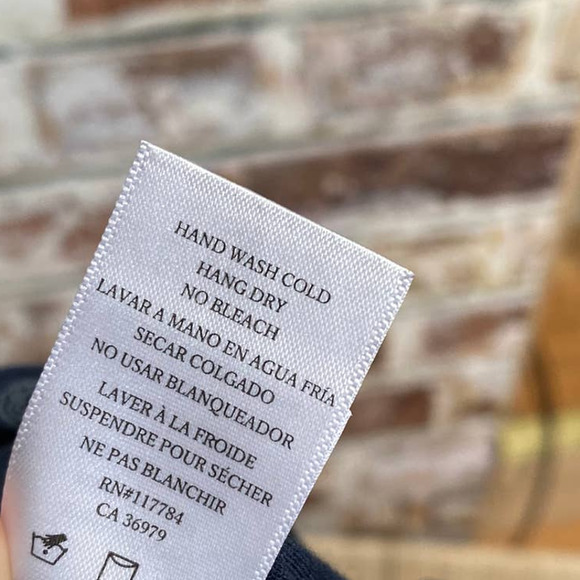 HAND WASH COLD
HANG DRY
NO BLEACH
LAVAR A MANO EN AGUA FRÍA
SECAR COLGADO
NO USAR BLANQUEADOR
LAVER À LA FROIDE
SUSPENDRE POUR SÉCHER
NE PAS BLANCHIR
RN#117784
CA 36979